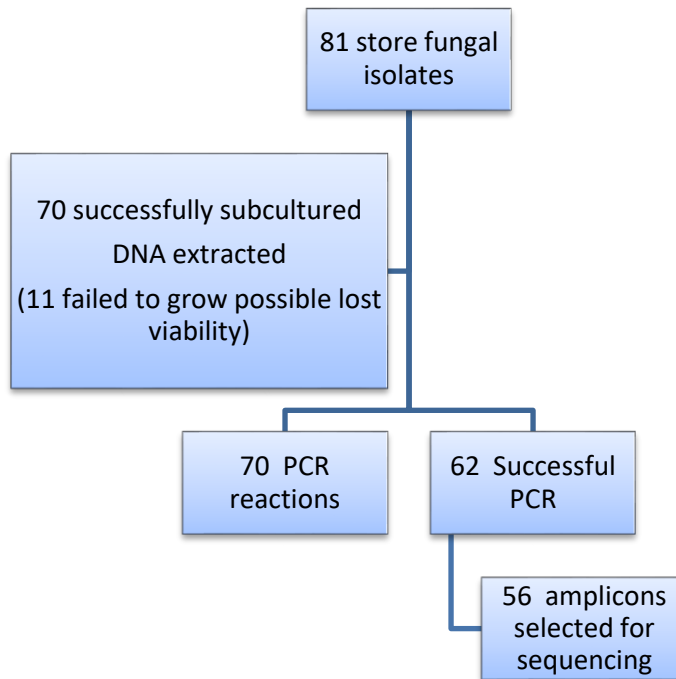 81 store fungal
isolates
70 successfully subcultured
DNA extracted
(11 failed to grow possible lost
viability)
70 PCR
reactions
62 Successful
PCR
56 amplicons
selected for
sequencing